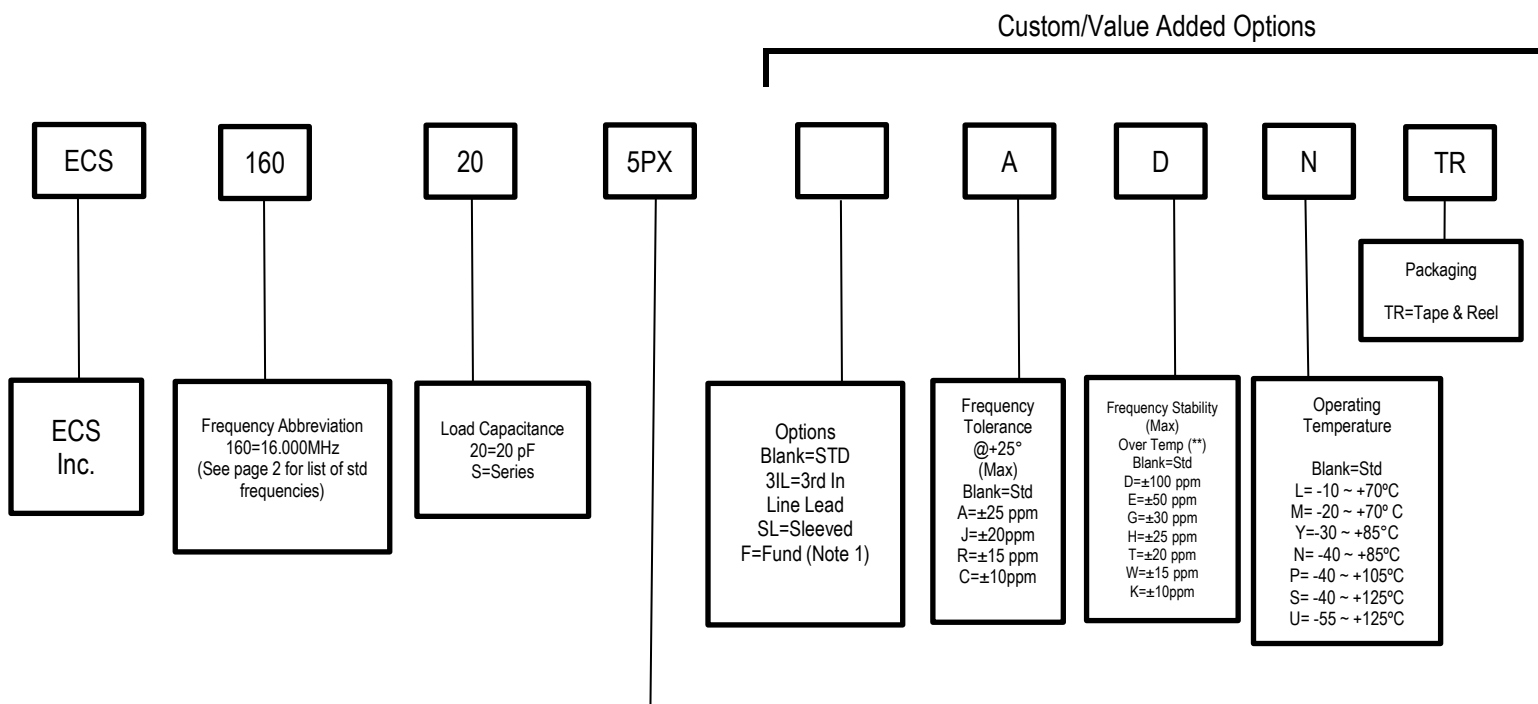 Custom/Value Added Options
ECS
160
20
5PX
A
D
N
TR
Packaging
TR=Tape & Reel
ECS
Inc.
Frequency Abbreviation
160=16.000MHz
(See page 2 for list of std
frequencies)
Load Capacitance
20=20 pF
S=Series
Options
Blank=STD
3IL=3rd In
Line Lead
SL=Sleeved
F=Fund (Note 1)
Frequency
Tolerance
@+25°
(Max)
Blank=Std
A=±25 ppm
J=±20ppm
R=±15 ppm
C=±10ppm
Frequency Stability
(Max)
Over Temp (**)
Blank=Std
D=±100 ppm
E=±50 ppm
G=±30 ppm
H=±25 ppm
T=±20 ppm
W=±15 ppm
K=±10ppm
Operating
Temperature
Blank=Std
L= -10 ~ +70ºC
M= -20 ~ +70º C
Y=-30 ~ +85°C
N= -40 ~ +85ºC
P= -40 ~ +105ºC
S= -40 ~ +125ºC
U= -55 ~ +125ºC